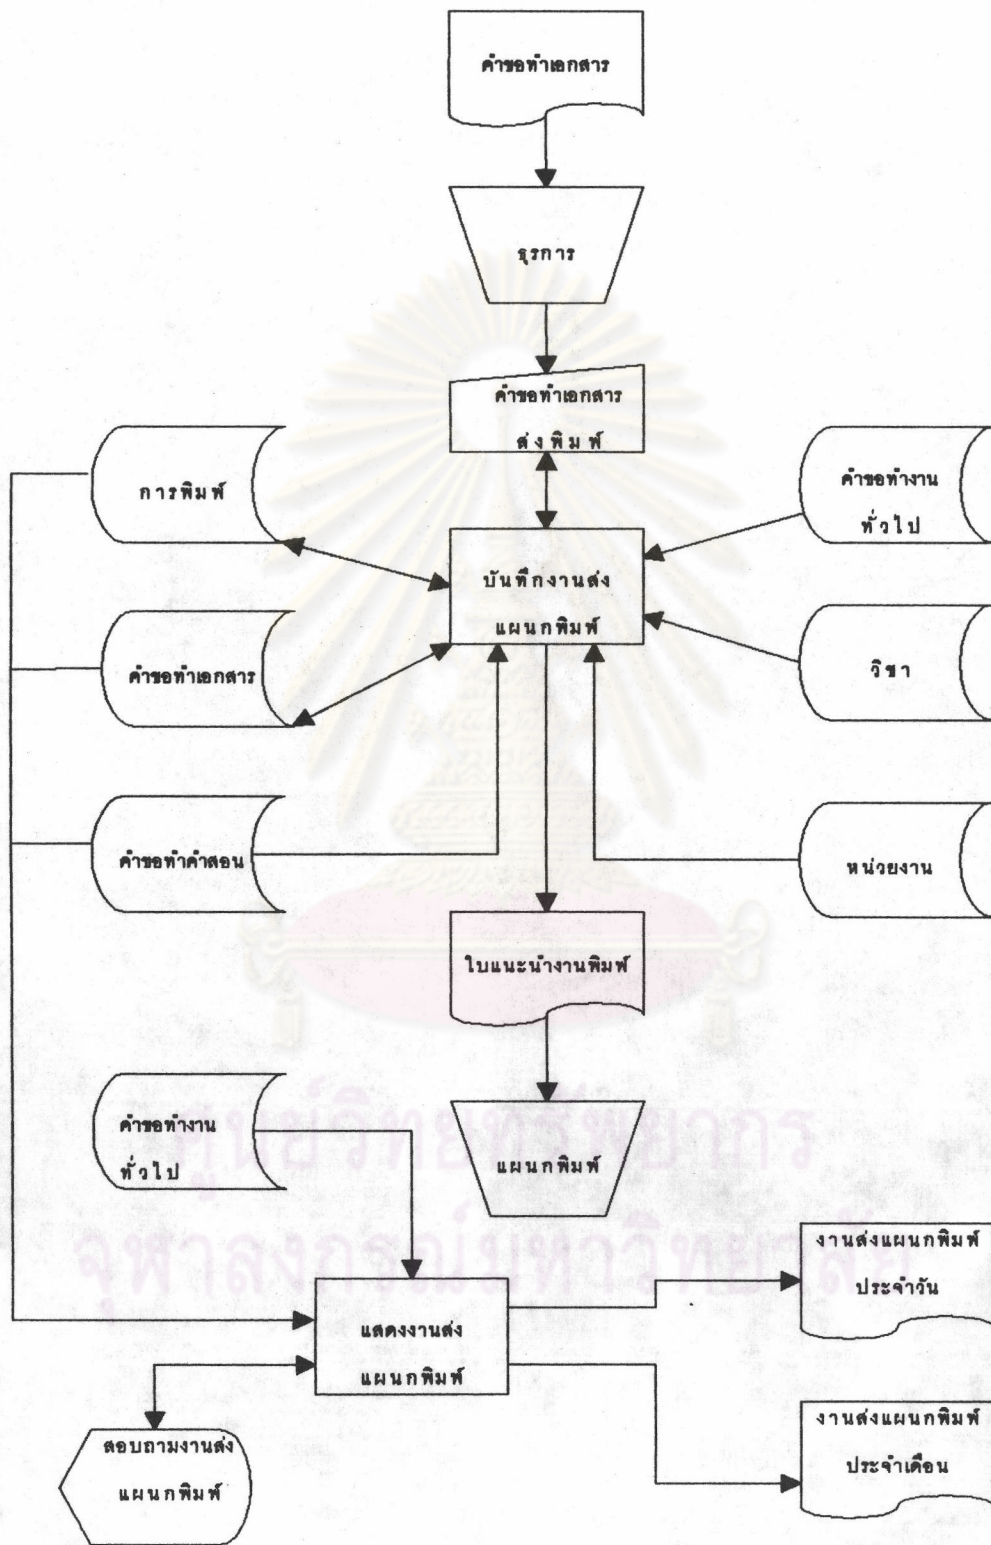 คำขอทำเอกสาร
ธุรการ
คำขอทำเอกสาร
ส่งพิมพ์
การพิมพ์
คำขอทำงาน
ทั่วไป
บันทึกงานส่ง
แผนกพิมพ์
คำขอทำเอกสาร
วิชา
คำขอทำคำสอน
หน่วยงาน
ใบแนะนำงานพิมพ์
คำขอทำงาน
ทั่วไป
แผนกพิมพ์
ศูนย์วิทยทรัพยากร
จุฬาลงกรณ์มหาวิทยาลัย
งานส่งแผนกพิมพ์
ประจำวัน
แสดงงานส่ง
แผนกพิมพ์
งานส่งแผนกพิมพ์
ประจำเดือน
สอบถามงานส่ง
แผนกพิมพ์